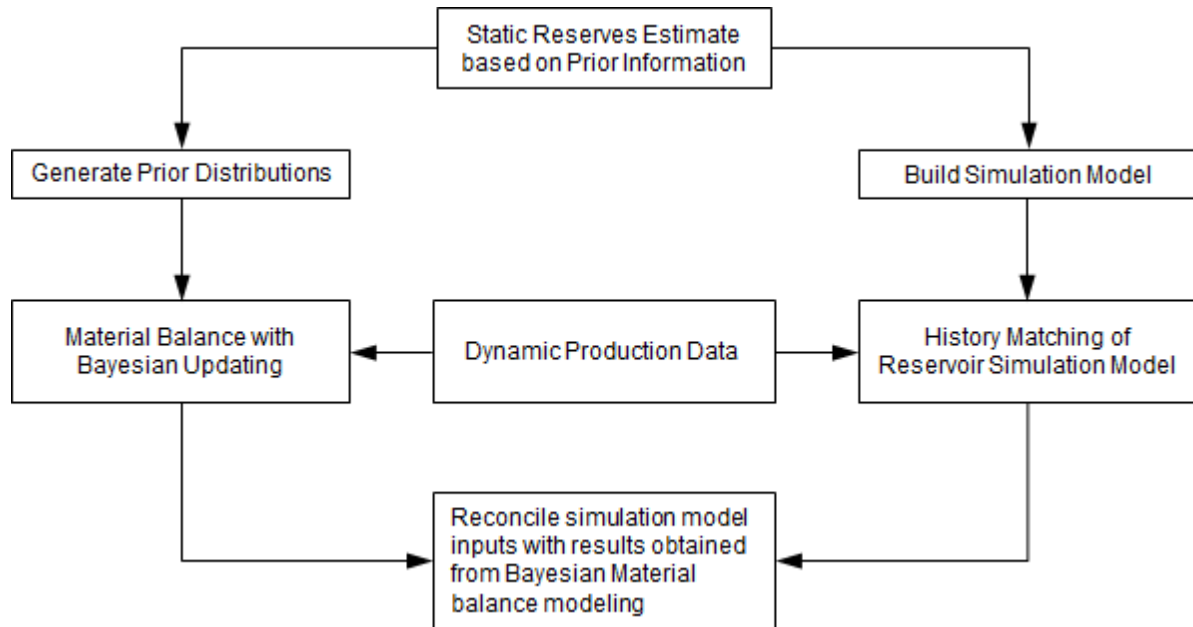 Static Reserves Estimate
based on Prior Information
Generate Prior Distributions
Build Simulation Model
Material Balance with
Bayesian Updating
Dynamic Production Data
History Matching of
Reservoir Simulation Model
Reconcile simulation model
inputs with results obtained
from Bayesian Material
balance modeling